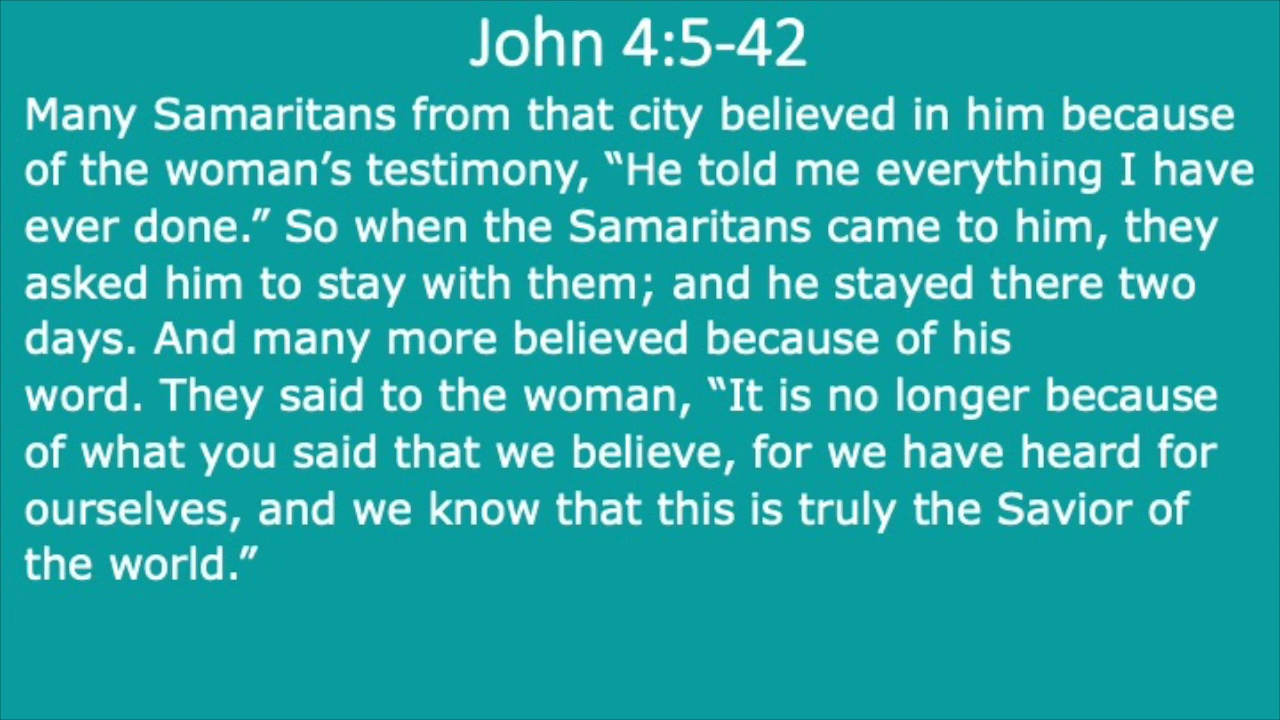 John 4:5-42
Many Samaritans from that city believed in him because
of the woman’s testimony, “He told me everything I have
ever done.” So when the Samaritans came to him, they
asked him to stay with them; and he stayed there two
days. And many more believed because of his
word. They said to the woman, “It is no longer because
of what you said that we believe, for we have heard for
ourselves, and we know that this is truly the Savior of
the world.”